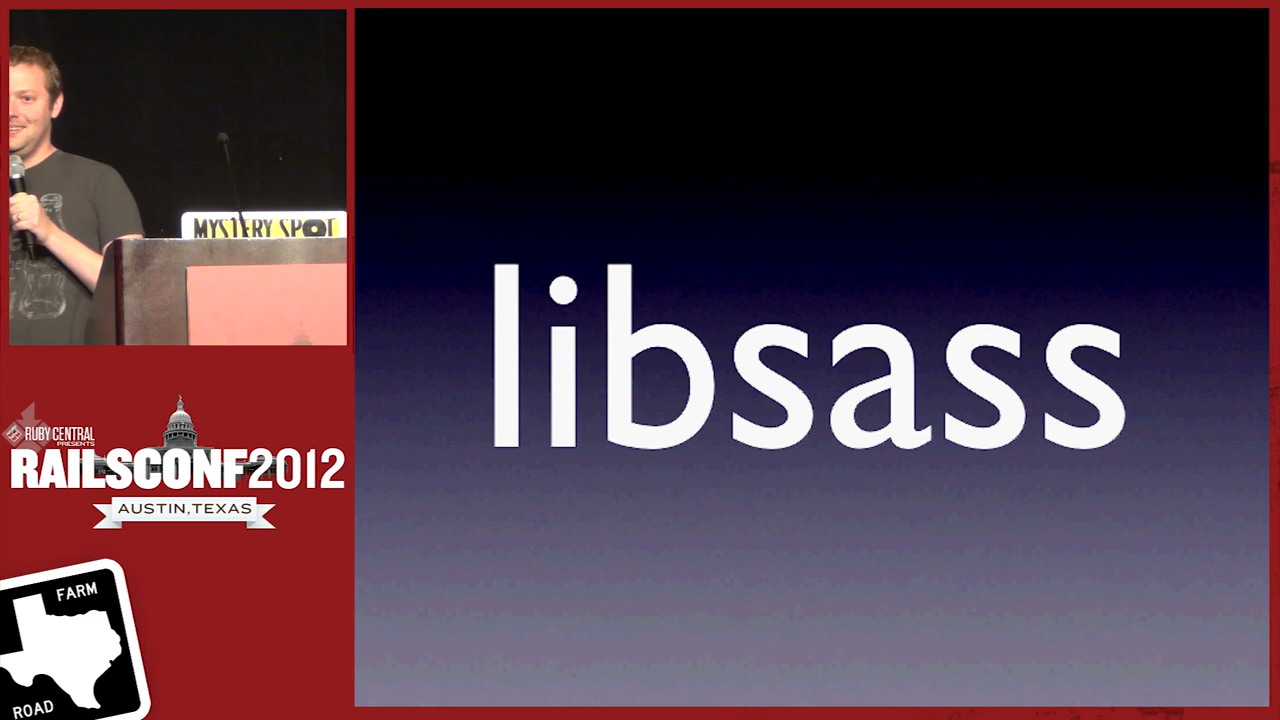 MYSTERY SPOT
libsass
RUBY CENTRAL
PRESENTS
RAILSCONF2012
AUSTIN, TEXAS
FARM
ROAD